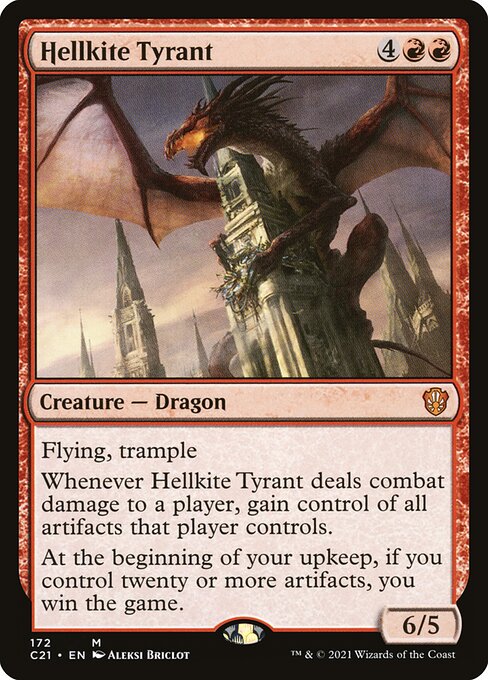 Hellkite Tyrant 4
Creature — Dragon
Flying, trample
Whenever Hellkite Tyrant deals combat
damage to a player, gain control of all
artifacts that player controls.
At the beginning of your upkeep, if you
control twenty or more artifacts, you
win the game.
6/5
172 M
C21 • EN Aleksi Briclot
™ & © 2021 Wizards of the Coast